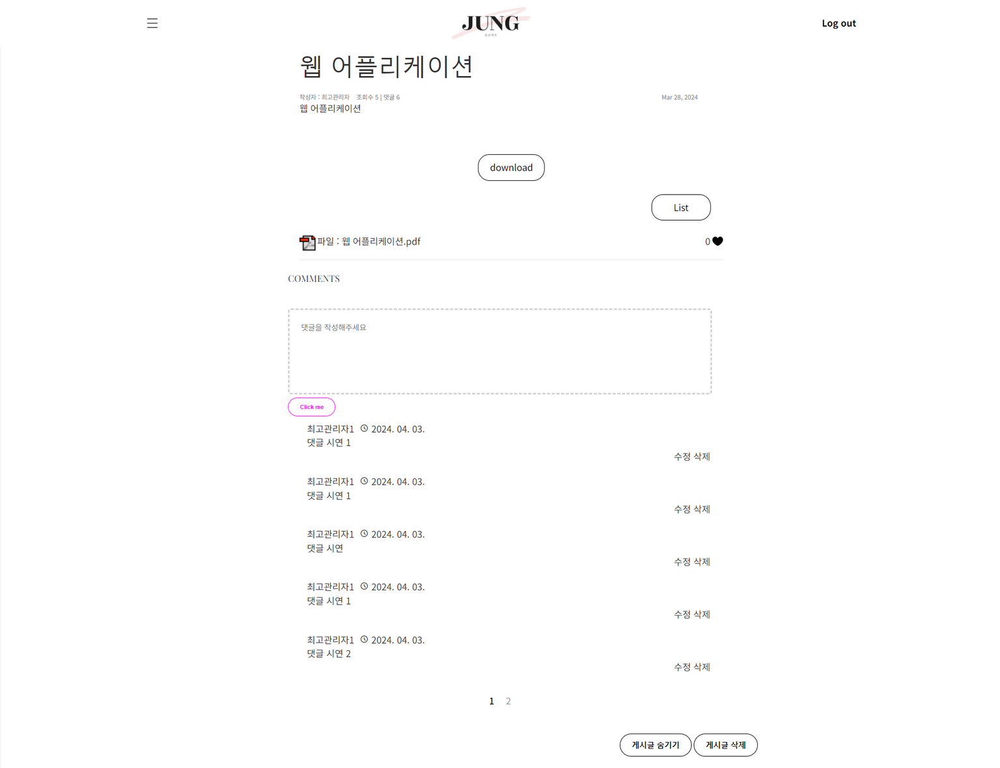 JUNG
프로젝트
Log out
웹 어플리케이션
작성자 : 최고관리자 조회수 5 | 댓글 6 Mar 28, 2024
웹 어플리케이션
download
List
파일 : 웹 어플리케이션.pdf 0
COMMENTS
댓글을 작성해주세요
Click me
최고관리자1 2024. 04. 03.
댓글 시연 1
수정 삭제
최고관리자1 2024. 04. 03.
댓글 시연 1
수정 삭제
최고관리자1 2024. 04. 03.
댓글 시연
수정 삭제
최고관리자1 2024. 04. 03.
댓글 시연 1
수정 삭제
최고관리자1 2024. 04. 03.
댓글 시연 2
수정 삭제
1 2
게시글 숨기기 게시글 삭제